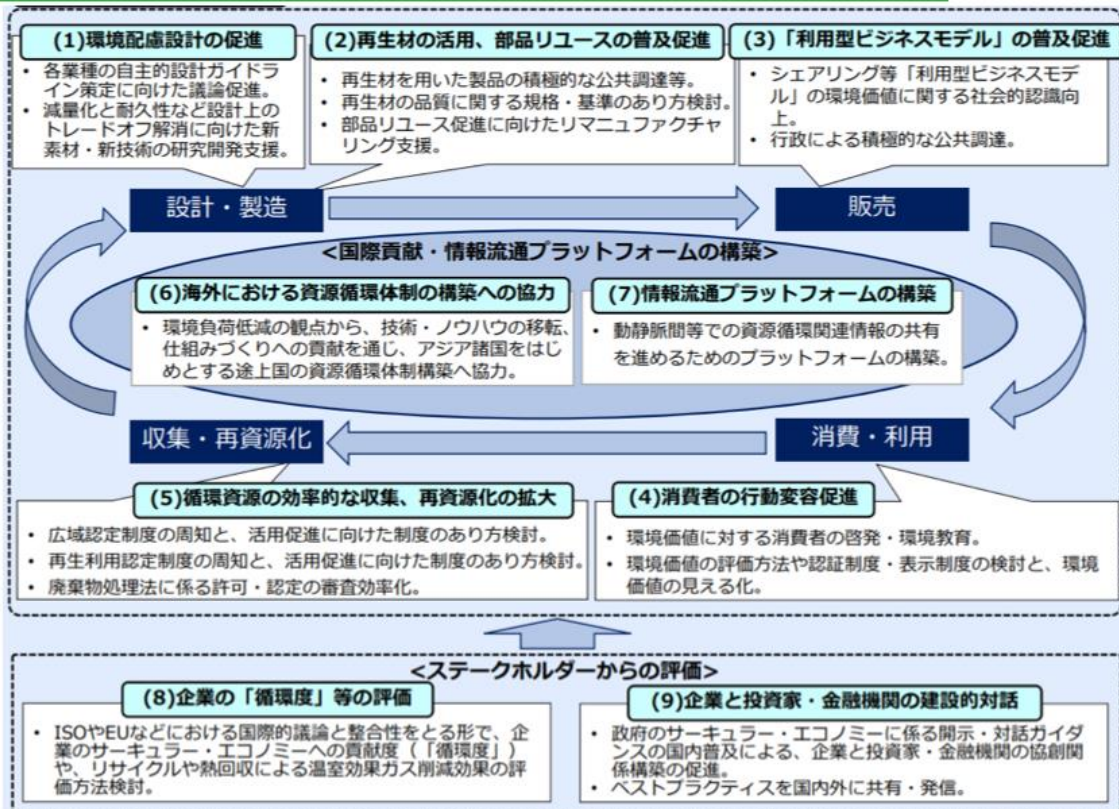 (1)環境配慮設計の促進
• 各業種の自主的設計ガイドラ
イン策定に向けた議論促進。
• 減量化と耐久性など設計上の
トレードオフ解消に向けた新
素材・新技術の研究開発支援。
(2)再生材の活用、部品リユースの普及促進
• 再生材を用いた製品の積極的な公共調達等。
• 再生材の品質に関する規格・基準のあり方検討。
• 部品リユース促進に向けたリマニュファクチャ
リング支援。
(3)「利用型ビジネスモデル」の普及促進
• シェアリング等「利用型ビジネスモデ
ル」の環境価値に関する社会的認識向
上。
• 行政による積極的な公共調達。
設計・製造
販売
<国際貢献・情報流通プラットフォームの構築>
(6)海外における資源循環体制の構築への協力
• 環境負荷低減の観点から、技術・ノウハウの移転、
仕組みづくりへの貢献を通じ、アジア諸国をはじ
めとする途上国の資源循環体制構築へ協力。
(7)情報流通プラットフォームの構築
• 動静脈間等での資源循環関連情報の共有
を進めるためのプラットフォームの構築。
収集・再資源化
消費・利用
(5)循環資源の効率的な収集、再資源化の拡大
• 広域認定制度の周知と、活用促進に向けた制度のあり方検討。
• 再生利用認定制度の周知と、活用促進に向けた制度のあり方検討。
• 廃棄物処理法に係る許可・認定の審査効率化。
(4)消費者の行動変容促進
• 環境価値に対する消費者の啓発・環境教育。
• 環境価値の評価方法や認証制度・表示制度の検討と、環境
価値の見える化。
<ステークホルダーからの評価>
(8)企業の「循環度」等の評価
• ISOやEUなどにおける国際的議論と整合性をとる形で、企
業のサーキュラー・エコノミーへの貢献度（「循環度」）
や、リサイクルや熱回収による温室効果ガス削減効果の評
価方法検討。
(9)企業と投資家・金融機関の建設的対話
• 政府のサーキュラー・エコノミーに係る開示・対話ガイダ
ンスの国内普及による、企業と投資家・金融機関の協創関
係構築の促進。
• ベストプラクティスを国内外に共有・発信。